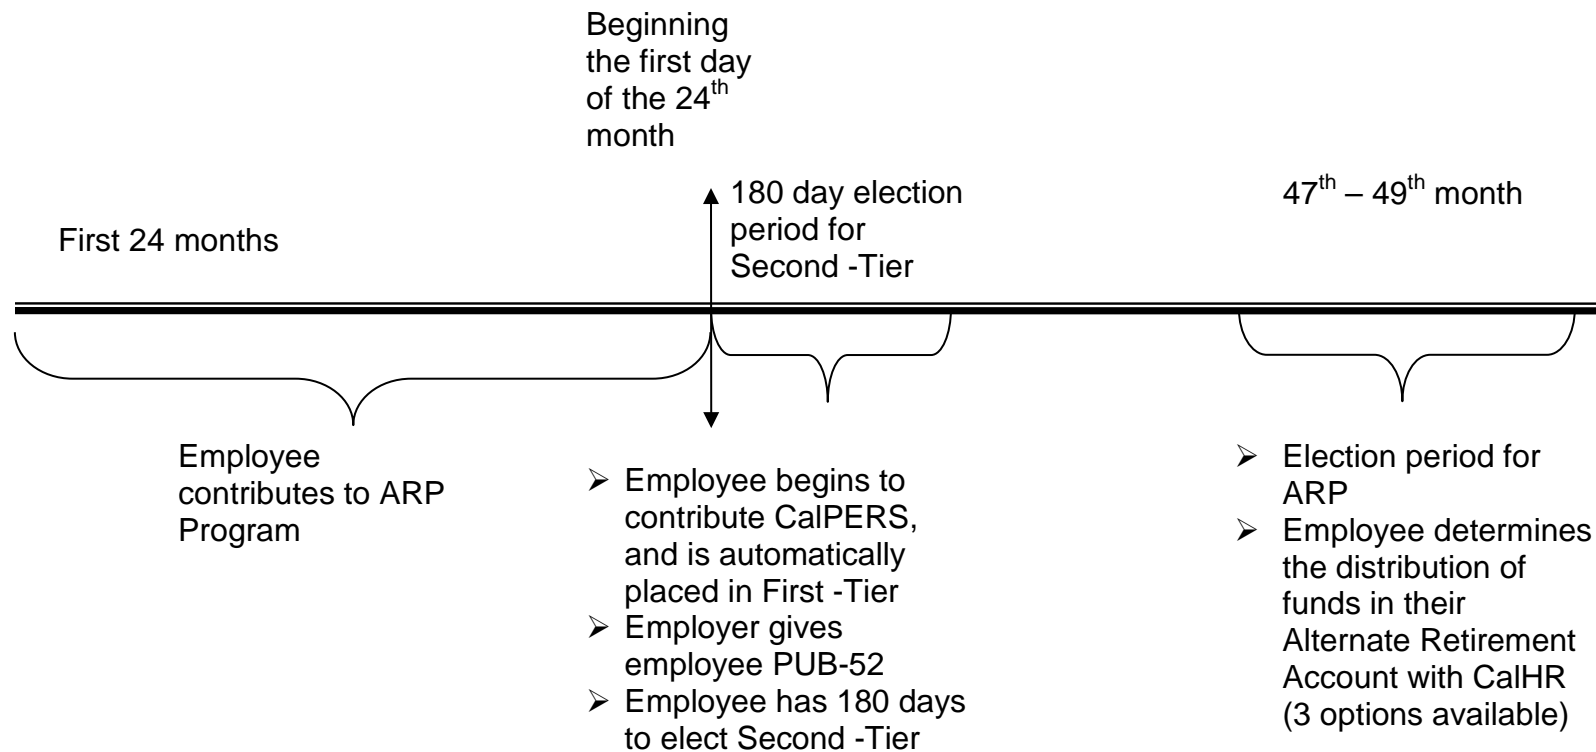 Beginning
the first day
of the 24th
month
180 day election
period for
Second -Tier
47th – 49th month
First 24 months
Employee
contributes to ARP
Program
➢ Employee begins to
contribute CalPERS,
and is automatically
placed in First -Tier
➢ Employer gives
employee PUB-52
➢ Employee has 180 days
to elect Second -Tier
➢ Election period for
ARP
➢ Employee determines
the distribution of
funds in their
Alternate Retirement
Account with CalHR
(3 options available)